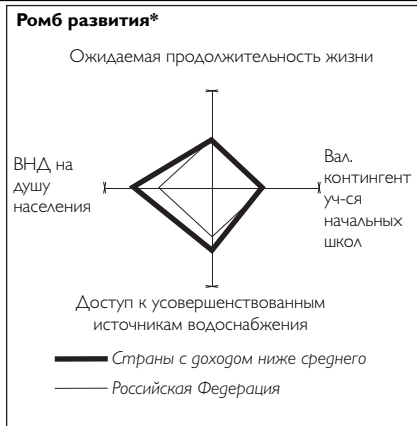 Ромб развития*
Ожидаемая продолжительность жизни
ВНД на
душу
населения
Вал.
контингент
уч-ся
начальных
школ
Доступ к усовершенствованным
источникам водоснабжения
Страны с доходом ниже среднего
Российская Федерация